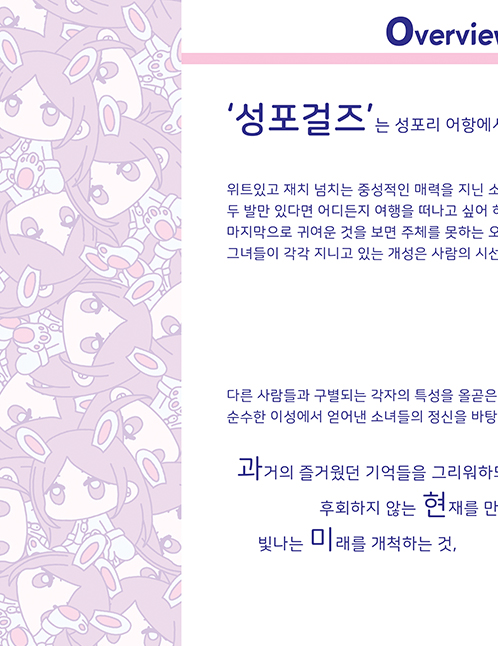 Overview
‘성포걸즈’는 성포리 어항에서
위트있고 재치 넘치는 중성적인 매력을 지닌 소
두 발만 있다면 어디든지 여행을 떠나고 싶어 하
마지막으로 귀여운 것을 보면 주체를 못하는 오
그녀들이 각각 지니고 있는 개성은 사람의 시선
다른 사람들과 구별되는 각자의 특성을 올곧은
순수한 이성에서 얻어낸 소녀들의 정신을 바탕
과거의 즐거웠던 기억들을 그리워하되
후회하지 않는 현재를 만
빛나는 미래를 개척하는 것,